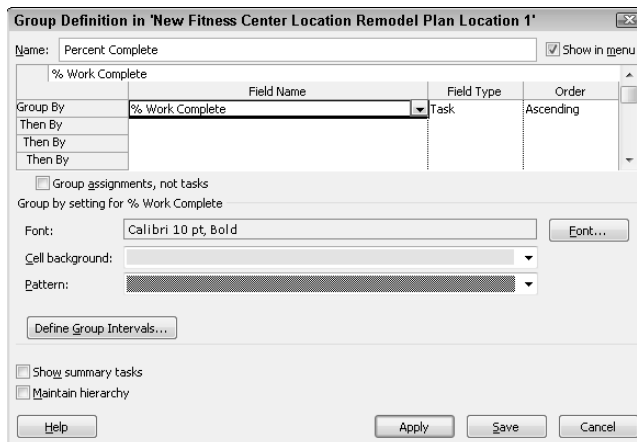 Group Definition in 'New Fitness Center Location Remodel Plan Location 1'
Name: Percent Complete Show in menu
% Work Complete
Field Name Field Type Order
Group By % Work Complete Task Ascending
Then By
Then By
Then By
Group assignments, not tasks
Group by setting for % Work Complete
Font: Calibri 10 pt, Bold Font...
Cell background:
Pattern:
Define Group Intervals...
Show summary tasks
Maintain hierarchy
Help Apply Save Cancel